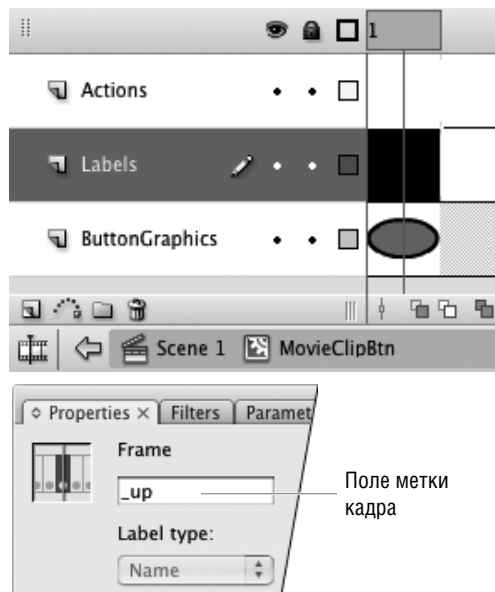 1
Actions
Labels
ButtonGraphics
Scene 1 MovieClipBtn
Properties × Filters Paramet
Frame
_up
Поле метки
кадра
Label type:
Name